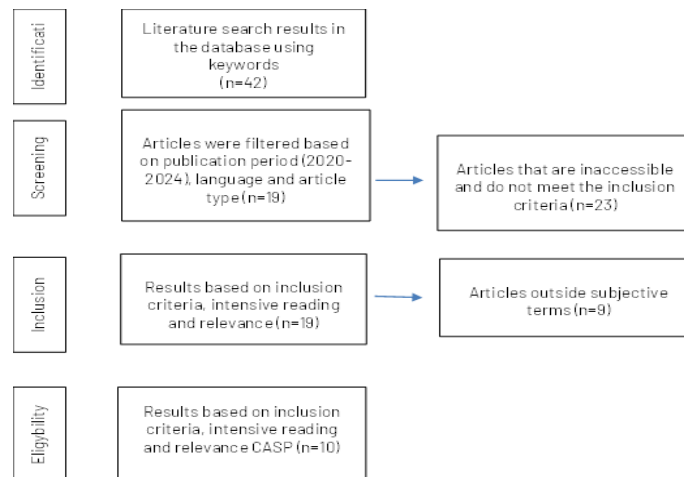 Identificati
Literature search results in
the database using
keywords
(n=42)
Screening
Articles were filtered based
on publication period (2020-
2024), language and article
type (n=19)
Articles that are inaccessible
and do not meet the inclusion
criteria (n=23)
Inclusion
Results based on inclusion
criteria, intensive reading
and relevance (n=19)
Articles outside subjective
terms (n=9)
Eligybility
Results based on inclusion
criteria, intensive reading
and relevance CASP (n=10)